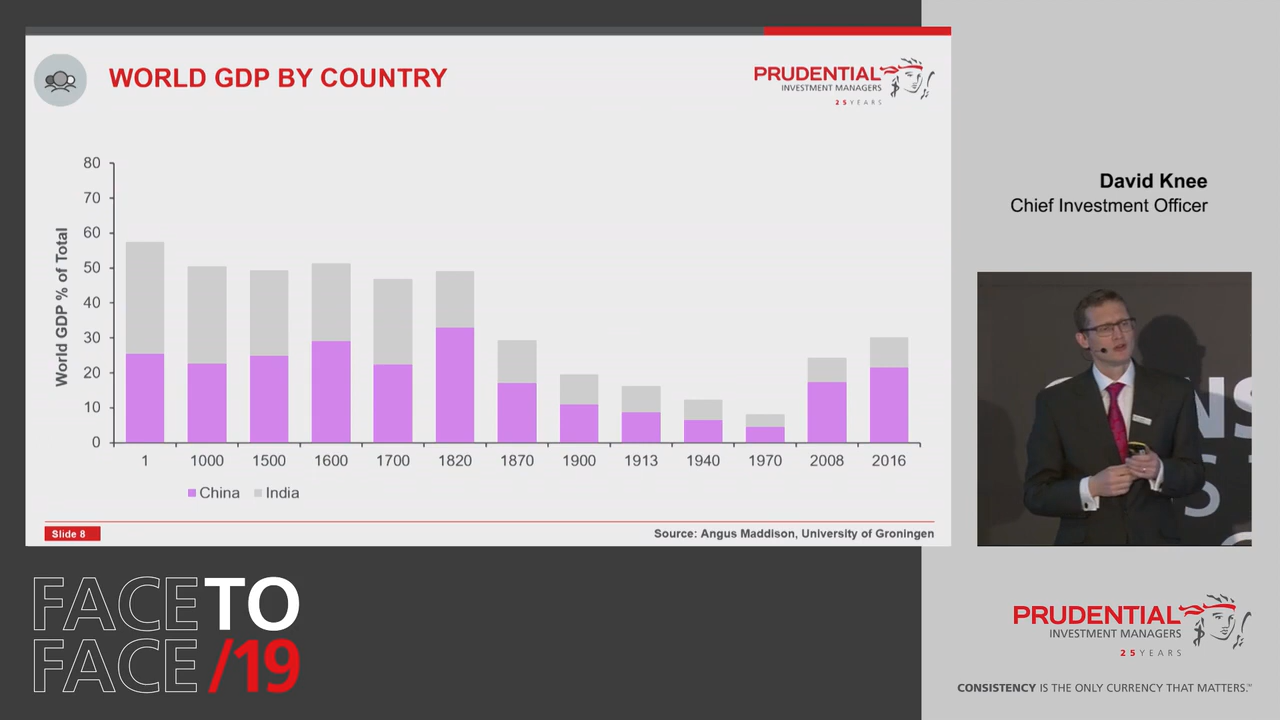 WORLD GDP BY COUNTRY
PRUDENTIAL
INVESTMENT MANAGERS
25 YEARS
World GDP % of Total
80
70
60
50
40
30
20
10
0
1 1000 1500 1600 1700 1820 1870 1900 1913 1940 1970 2008 2016
China India
Slide 8
Source: Angus Maddison, University of Groningen
David Knee
Chief Investment Officer
NS
S
FACE TO
FACE /19
PRUDENTIAL
INVESTMENT MANAGERS
25 YEARS
CONSISTENCY IS THE ONLY CURRENCY THAT MATTERS.™